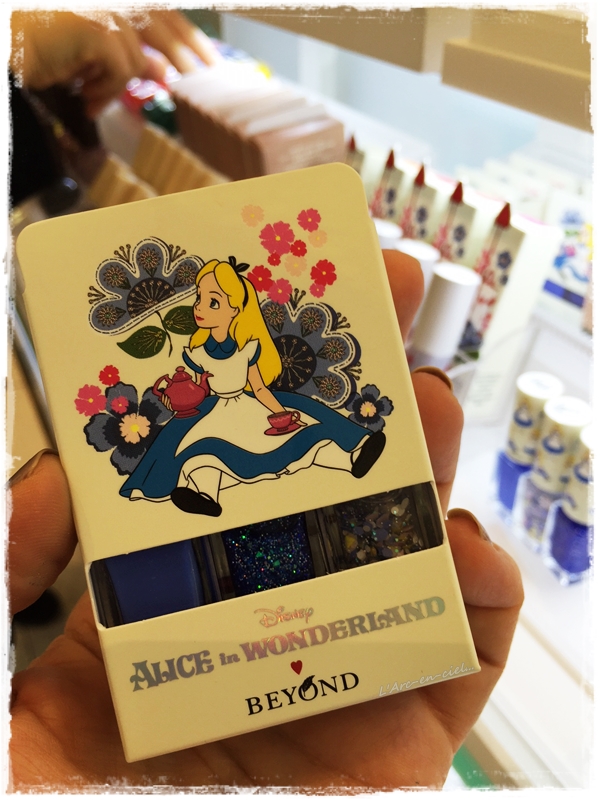 Disney
ALICE in WONDERLAND
BEYOND
L'Arc-en-ciel...